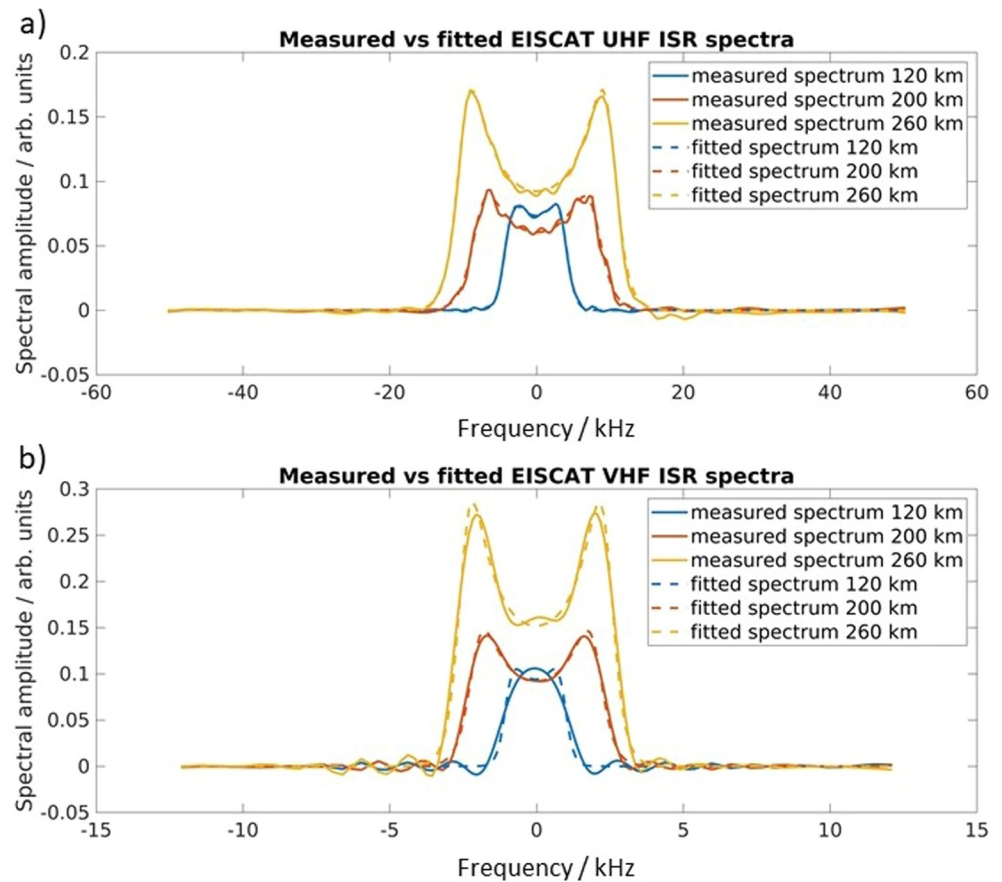 a)
Measured vs fitted EISCAT UHF ISR spectra
Spectral amplitude / arb. units
0.2
0.15
0.1
0.05
0
-0.05
measured spectrum 120 km
measured spectrum 200 km
measured spectrum 260 km
fitted spectrum 120 km
fitted spectrum 200 km
fitted spectrum 260 km
-60 -40 -20 0 20 40 60
Frequency / kHz
b)
Measured vs fitted EISCAT VHF ISR spectra
Spectral amplitude / arb. units
0.3
0.25
0.2
0.15
0.1
0.05
0
-0.05
measured spectrum 120 km
measured spectrum 200 km
measured spectrum 260 km
fitted spectrum 120 km
fitted spectrum 200 km
fitted spectrum 260 km
-15 -10 -5 0 5 10 15
Frequency / kHz